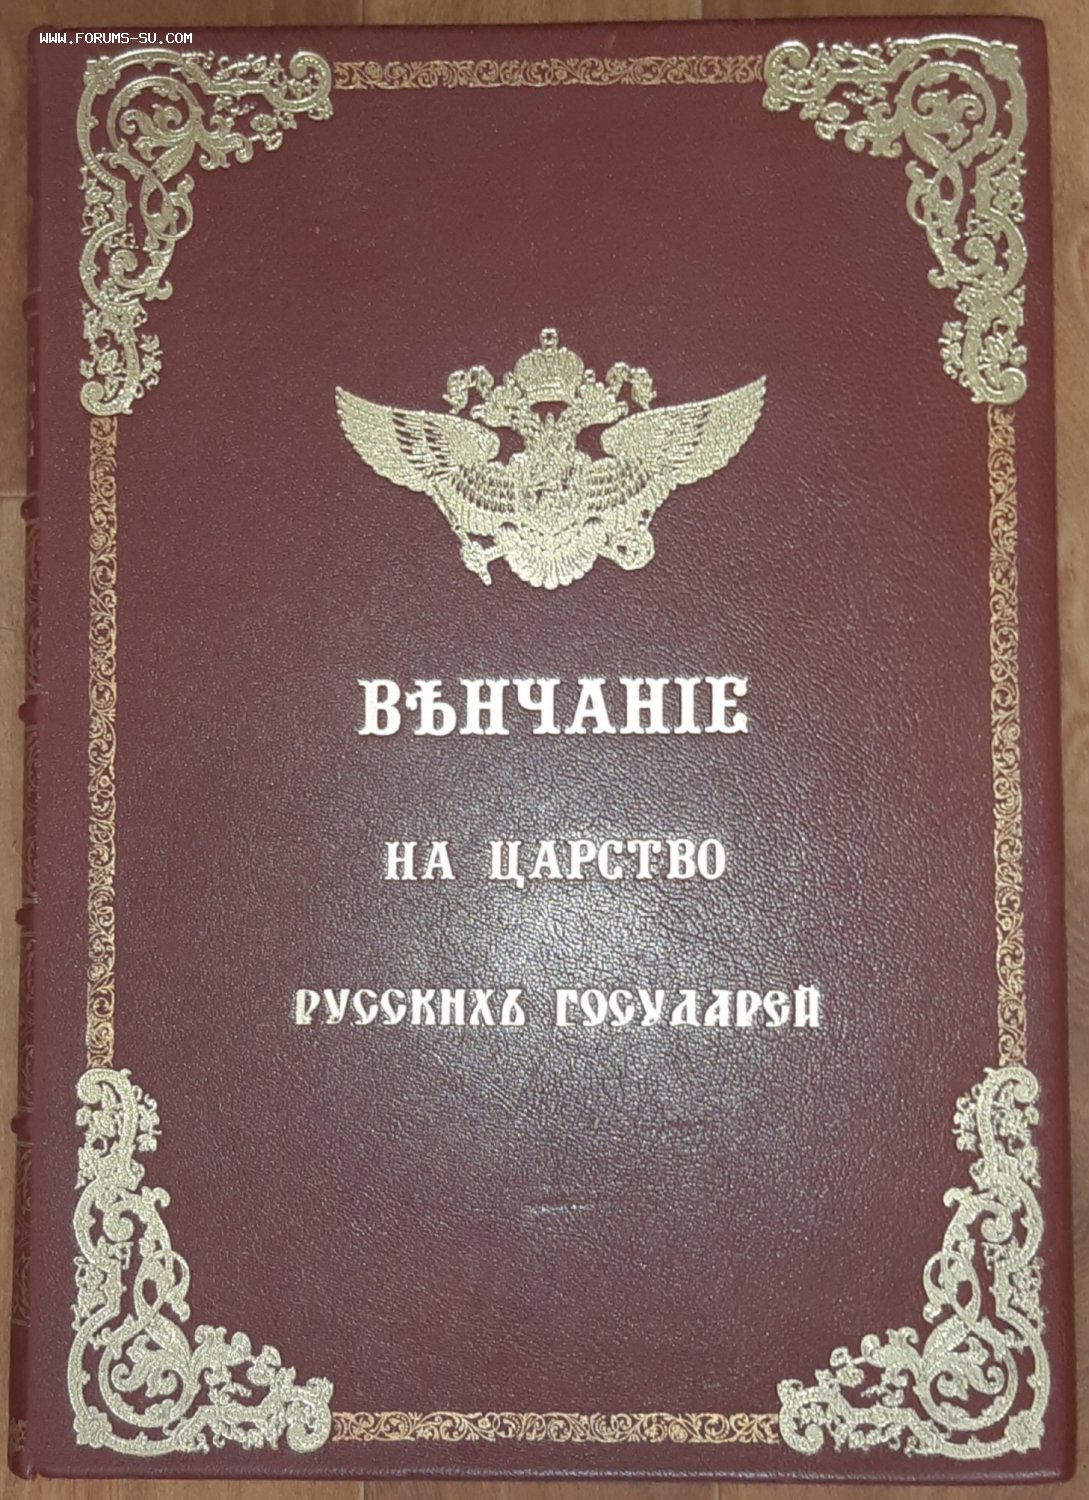 WWW.FORUMS-SU.COM
ВѢНЧАНІЕ
НА ЦАРСТВО
РУССКИХЪ ГОСУДАРЕЙ